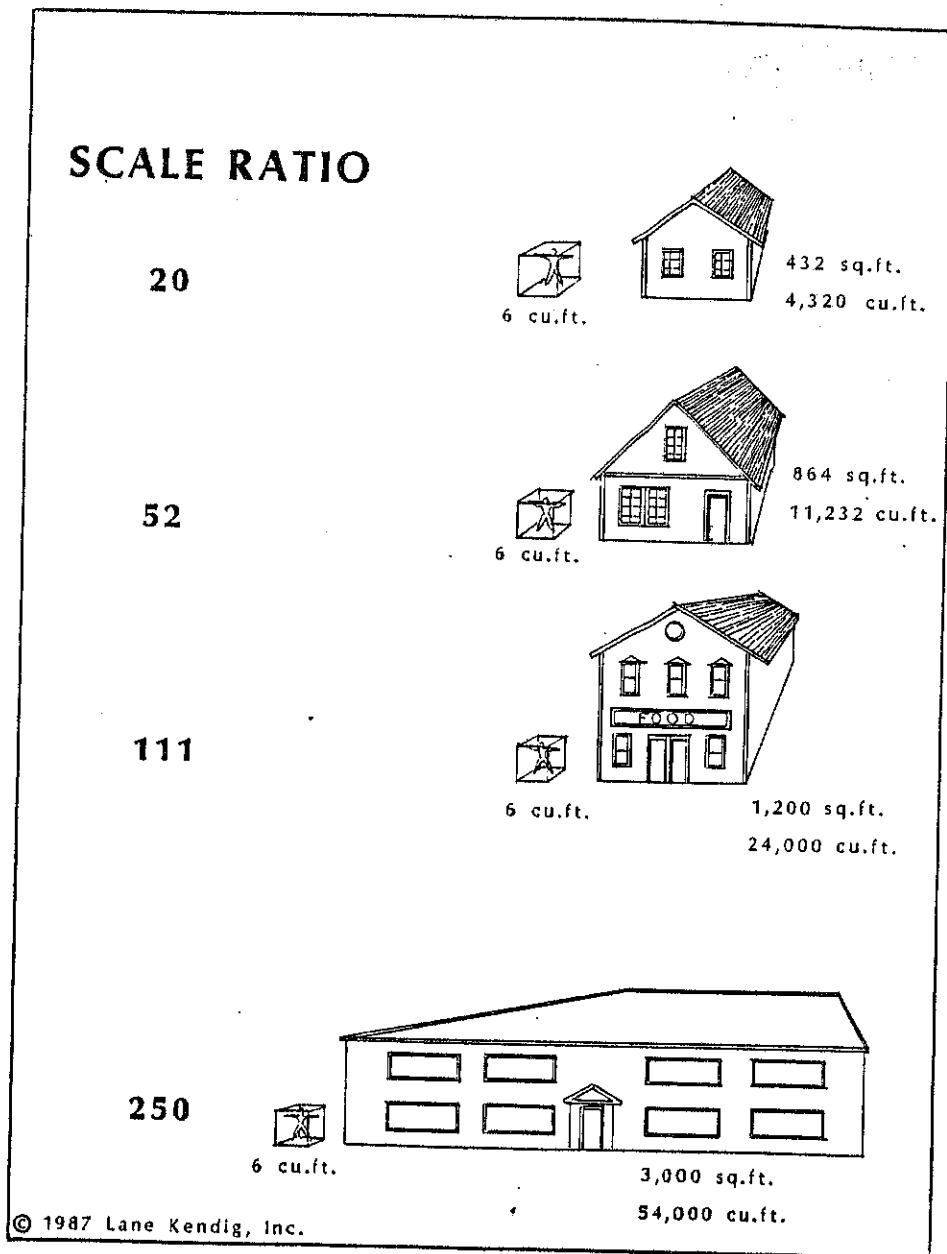 SCALE RATIO
20
6 cu.ft.
432 sq.ft.
4,320 cu.ft.
52
6 cu.ft.
864 sq.ft.
11,232 cu.ft.
111
FOOD
6 cu.ft.
1,200 sq.ft.
24,000 cu.ft.
250
6 cu.ft.
3,000 sq.ft.
54,000 cu.ft.
© 1987 Lane Kendig, Inc.